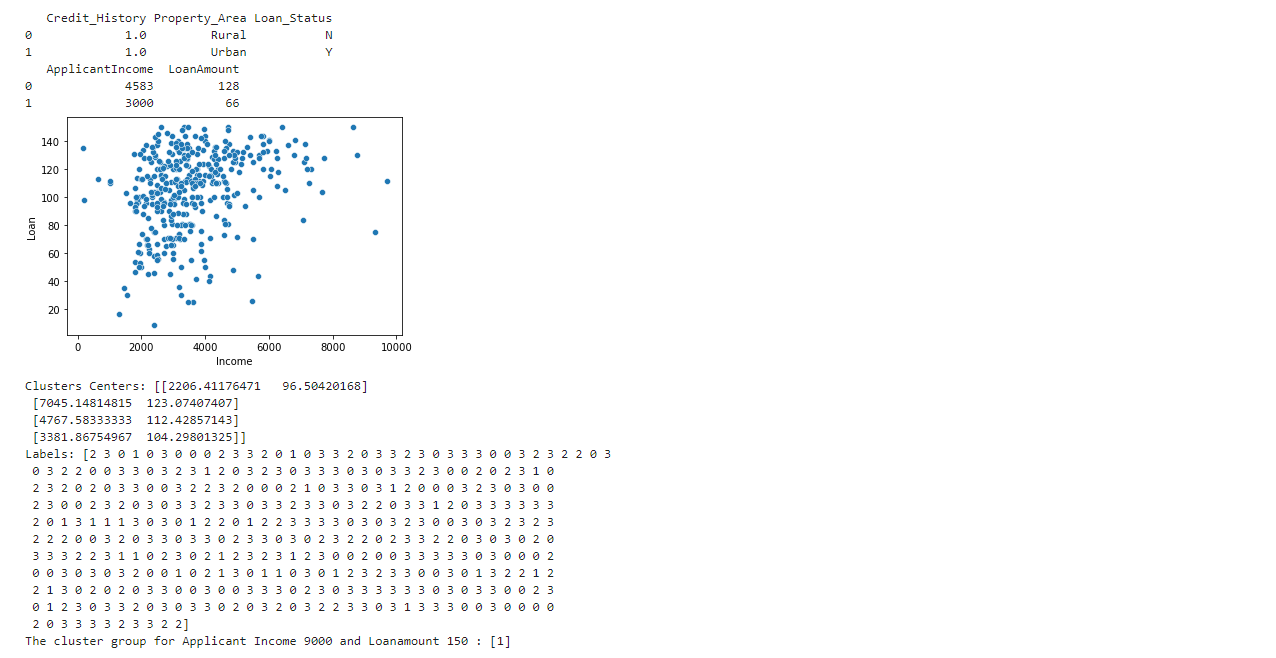 Credit_History Property_Area Loan_Status
0 1.0 Rural N
1 1.0 Urban Y
ApplicantIncome LoanAmount
0 4583 128
1 3000 66
140
120
100
80
60
40
20
Loan
0 2000 4000 6000 8000 10000
Income
Clusters Centers: [[2206.41176471 96.50420168]
[7045.14814815 123.07407407]
[4767.58333333 112.42857143]
[3381.86754967 104.29801325]]
Labels: [2 3 0 1 0 3 0 0 0 2 3 3 2 0 1 0 3 3 2 0 3 3 2 3 0 3 3 3 0 0 3 2 3 2 2 0 3
0 3 2 2 0 0 3 3 0 3 2 3 1 2 0 3 2 3 0 3 3 3 0 3 0 3 3 2 3 0 0 2 0 2 3 1 0
2 3 2 0 2 0 3 3 0 0 3 2 2 3 2 0 0 0 2 1 0 3 3 0 3 1 2 0 0 0 3 2 3 0 3 0 0
2 3 0 0 2 3 2 0 3 0 3 3 2 3 3 0 3 3 2 3 3 0 3 2 2 0 3 3 1 2 0 3 3 3 3 3 3
2 0 1 3 1 1 1 3 0 3 0 1 2 2 0 1 2 2 3 3 3 3 0 3 0 3 2 3 0 0 3 0 3 2 3 2 3
2 2 2 0 0 3 2 0 3 3 0 3 3 0 2 3 3 0 3 0 2 3 2 2 0 2 3 3 2 2 0 3 0 3 0 2 0
3 3 3 2 2 3 1 1 0 2 3 0 2 1 2 3 2 3 1 2 3 0 0 2 0 0 3 3 3 3 3 0 3 0 0 0 2
0 0 3 0 3 0 3 2 0 0 1 0 2 1 3 0 1 1 0 3 0 1 2 3 2 3 3 0 0 3 0 1 3 2 2 1 2
2 1 3 0 2 0 2 0 3 3 0 0 3 0 0 3 3 3 0 2 3 0 3 3 3 3 3 3 0 3 0 3 3 0 0 2 3
0 1 2 3 0 3 3 2 0 3 0 3 3 0 2 0 3 2 0 3 2 2 3 3 0 3 1 3 3 3 0 0 3 0 0 0 0
2 0 3 3 3 3 2 3 3 2 2]
The cluster group for Applicant Income 9000 and Loanamount 150 : [1]